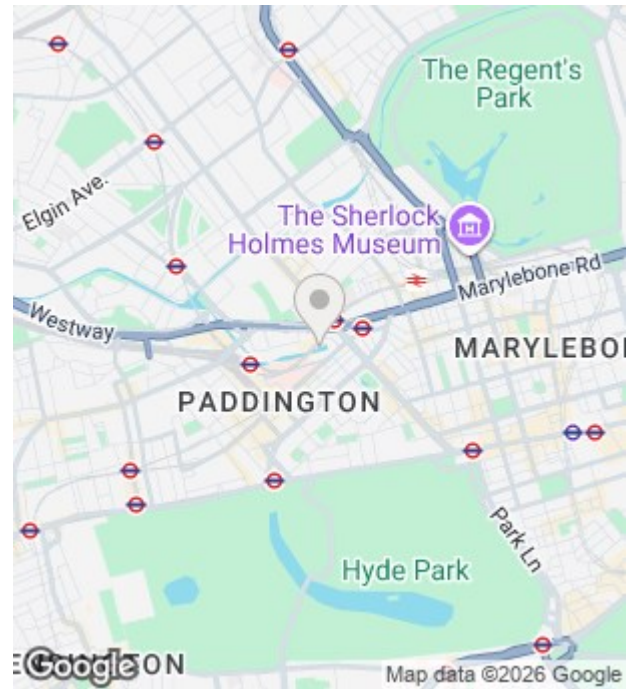 The Regent's
Park
Elgin Ave.
The Sherlock
Holmes Museum
Marylebone Rd
Westway
MARYLEBO
PADDINGTON
Park Ln
Hyde Park
Google
Map data ©2026 Google